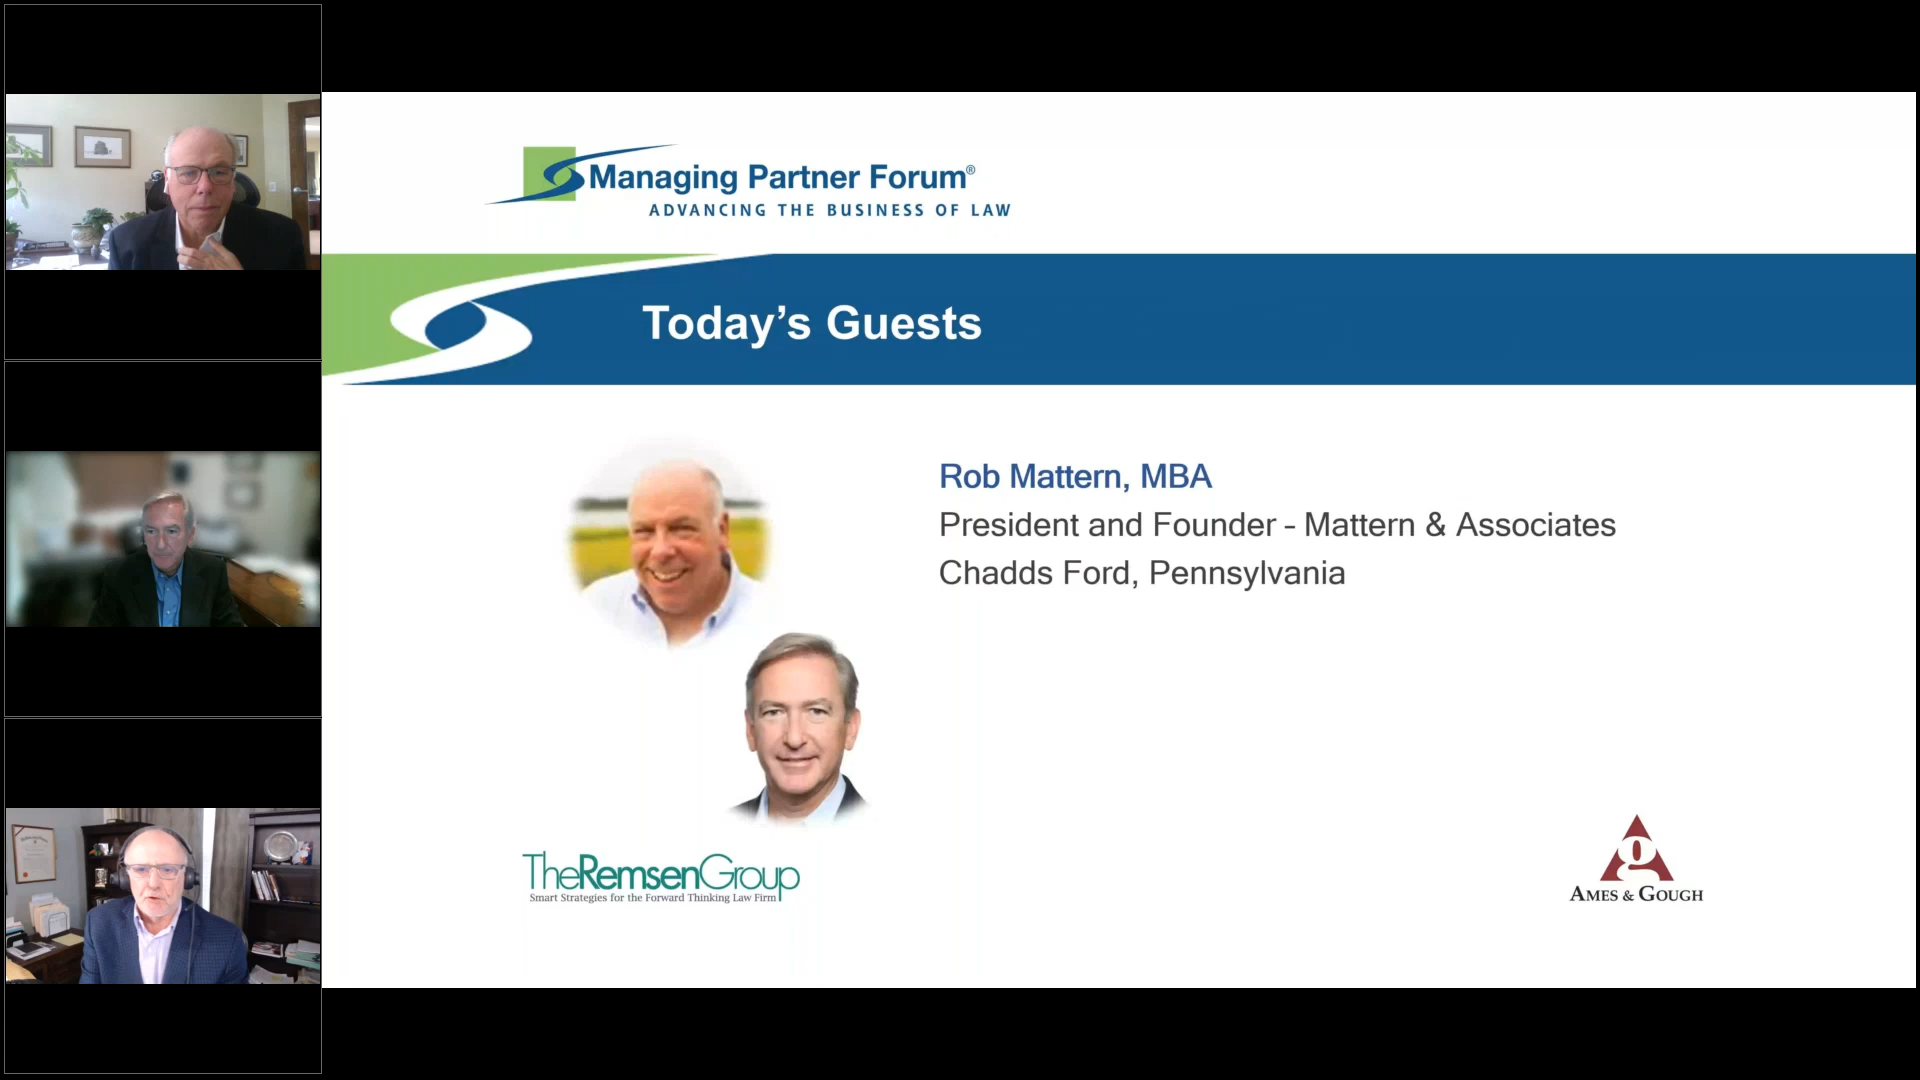 Managing Partner Forum®
ADVANCING THE BUSINESS OF LAW
Today's Guests
Rob Mattern, MBA
President and Founder – Mattern & Associates
Chadds Ford, Pennsylvania
TheRemsenGroup
Smart Strategies for the Forward Thinking Law Firm
g
AMES & GOUGH